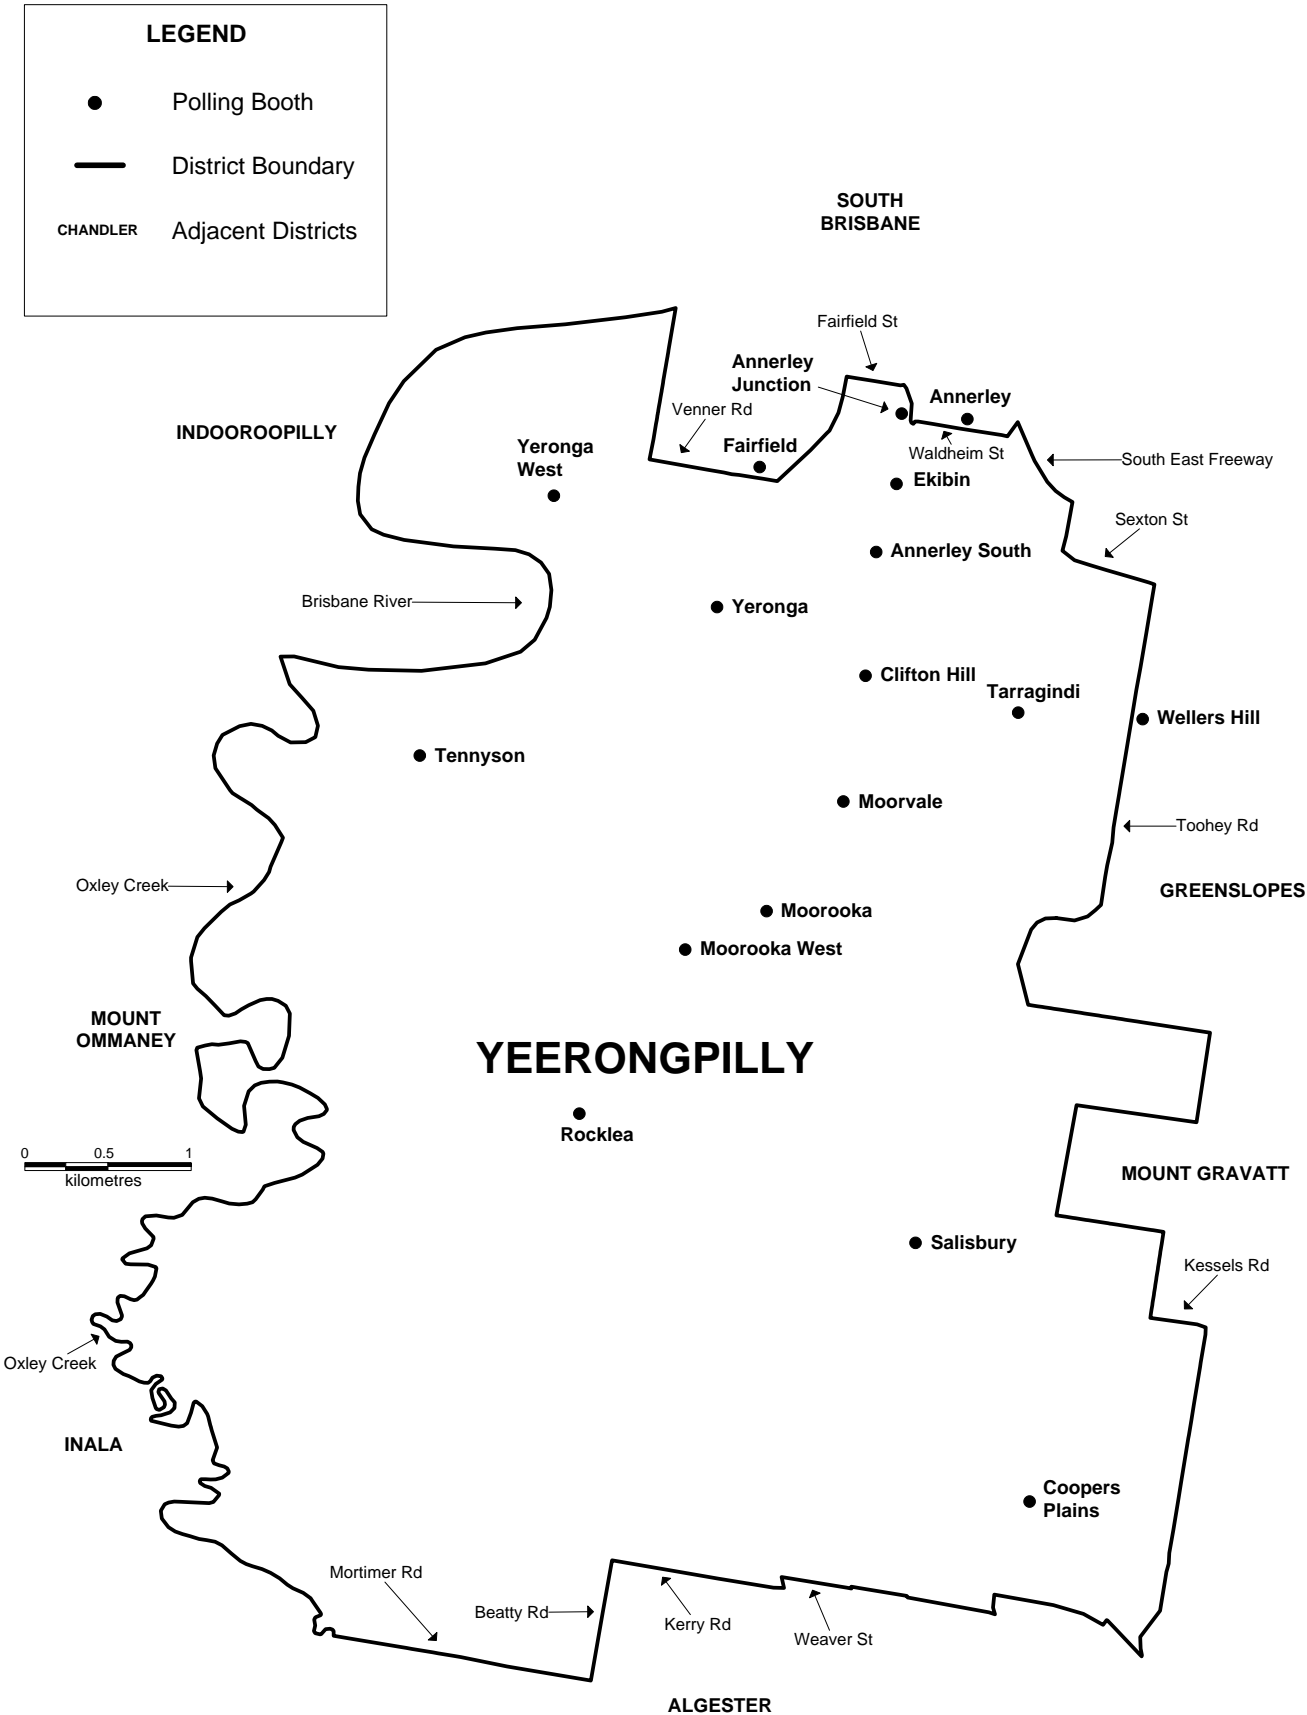 LEGEND
Polling Booth
District Boundary
CHANDLER Adjacent Districts
SOUTH
BRISBANE
Fairfield St
Annerley
Junction
Annerley
Venner Rd
INDOOROOPILLY
Yeronga
West
Fairfield
Waldheim St
South East Freeway
Ekibin
Sexton St
Annerley South
Brisbane River
Yeronga
Clifton Hill
Tarragindi
Wellers Hill
Tennyson
Moorvale
Toohey Rd
Oxley Creek
GREENSLOPES
Moorooka
Moorooka West
MOUNT
OMMANEY
YEERONGPILLY
Rocklea
0 0.5 1
kilometres
MOUNT GRAVATT
Salisbury
Kessels Rd
Oxley Creek
INALA
Coopers
Plains
Mortimer Rd
Beatty Rd
Kerry Rd
Weaver St
ALGESTER